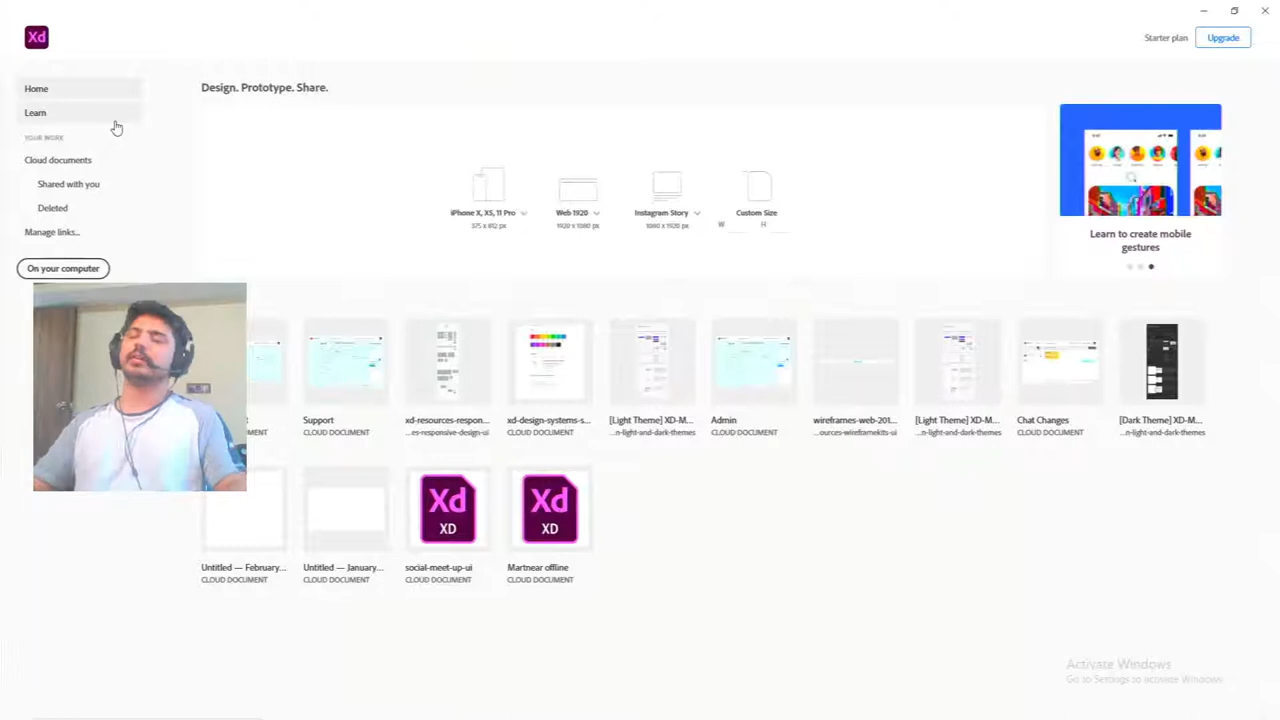 Xd
Starter plan
Upgrade
Home
Learn
YOUR WORK
Cloud documents
Shared with you
Deleted
Manage links...
On your computer
Design. Prototype. Share.
iPhone X, XS, 11 Pro
375 x 812 px
Web 1920
1920 x 1080 px
Instagram Story
1080 x 1920 px
Custom Size
W H
Learn to create mobile
gestures
Support
xd-resources-respon...
xd-design-systems-s...
[Light Theme] XD-M...
Admin
wireframes-web-201...
[Light Theme] XD-M...
Chat Changes
[Dark Theme] XD-M...
CLOUD DOCUMENT
...es-responsive-design-ui
CLOUD DOCUMENT
...n-light-and-dark-themes
CLOUD DOCUMENT
...ources-wireframekits-ui
...n-light-and-dark-themes
CLOUD DOCUMENT
...n-light-and-dark-themes
Xd
XD
Xd
XD
Untitled — February...
Untitled — January...
social-meet-up-ui
Martnear offline
CLOUD DOCUMENT
CLOUD DOCUMENT
CLOUD DOCUMENT
CLOUD DOCUMENT
Activate Windows
Go to Settings to activate Windows.